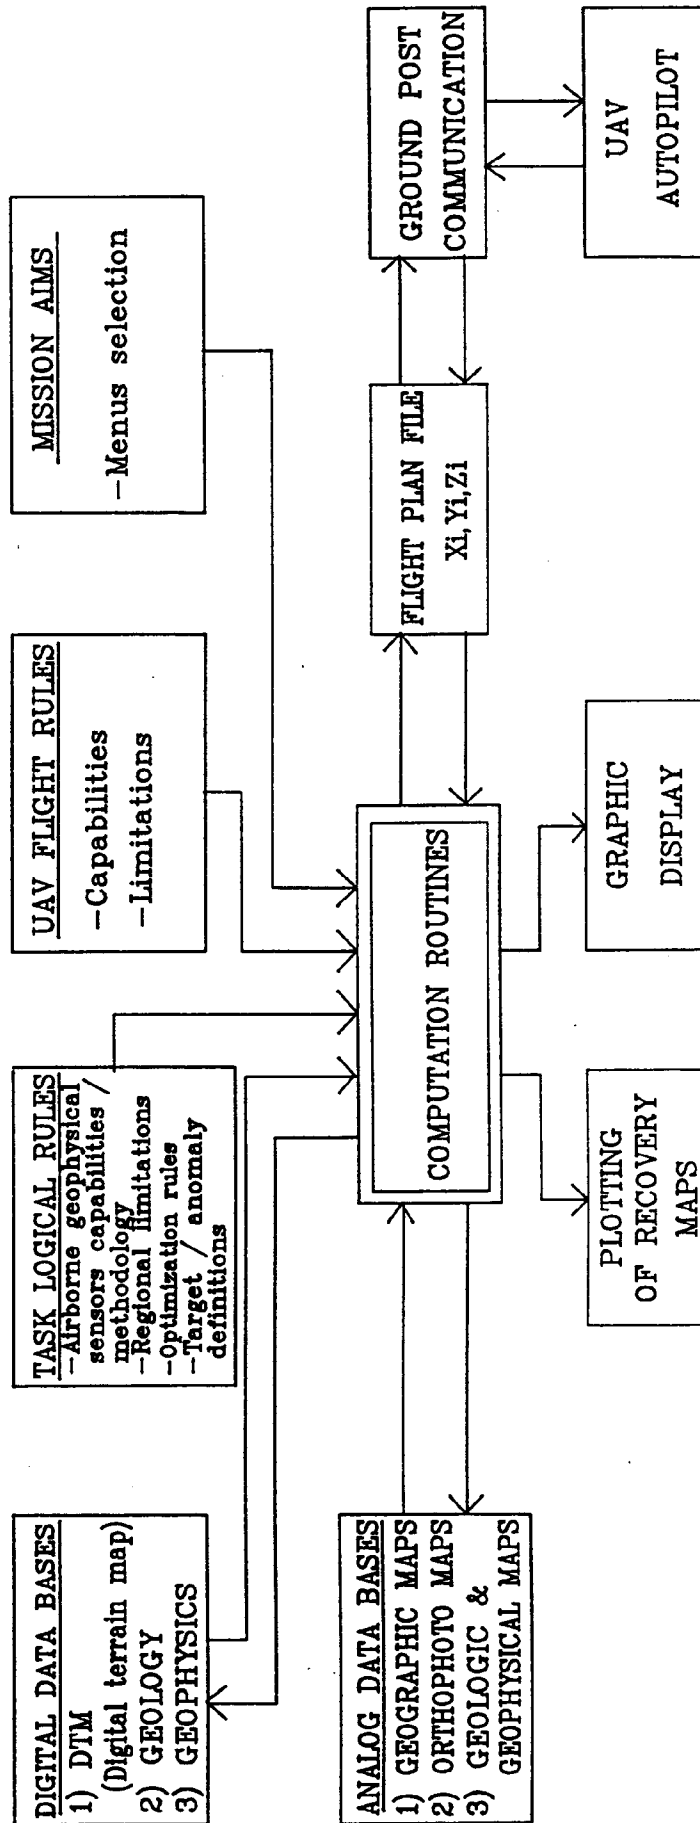 DIGITAL DATA BASES
1) DTM
(Digital terrain map)
2) GEOLOGY
3) GEOPHYSICS
TASK LOGICAL RULES
-Airborne geophysical
sensors capabilities /
methodology
-Regional limitations
-Optimization rules
-Target / anomaly
definitions
UAV FLIGHT RULES
-Capabilities
-Limitations
MISSION AIMS
-Menus selection
ANALOG DATA BASES
1) GEOGRAPHIC MAPS
2) ORTHOPHOTO MAPS
3) GEOLOGIC &
GEOPHYSICAL MAPS
COMPUTATION ROUTINES
FLIGHT PLAN FILE
Xi,Yi,Zi
GROUND POST
COMMUNICATION
PLOTTING
OF RECOVERY
MAPS
GRAPHIC
DISPLAY
UAV
AUTOPILOT